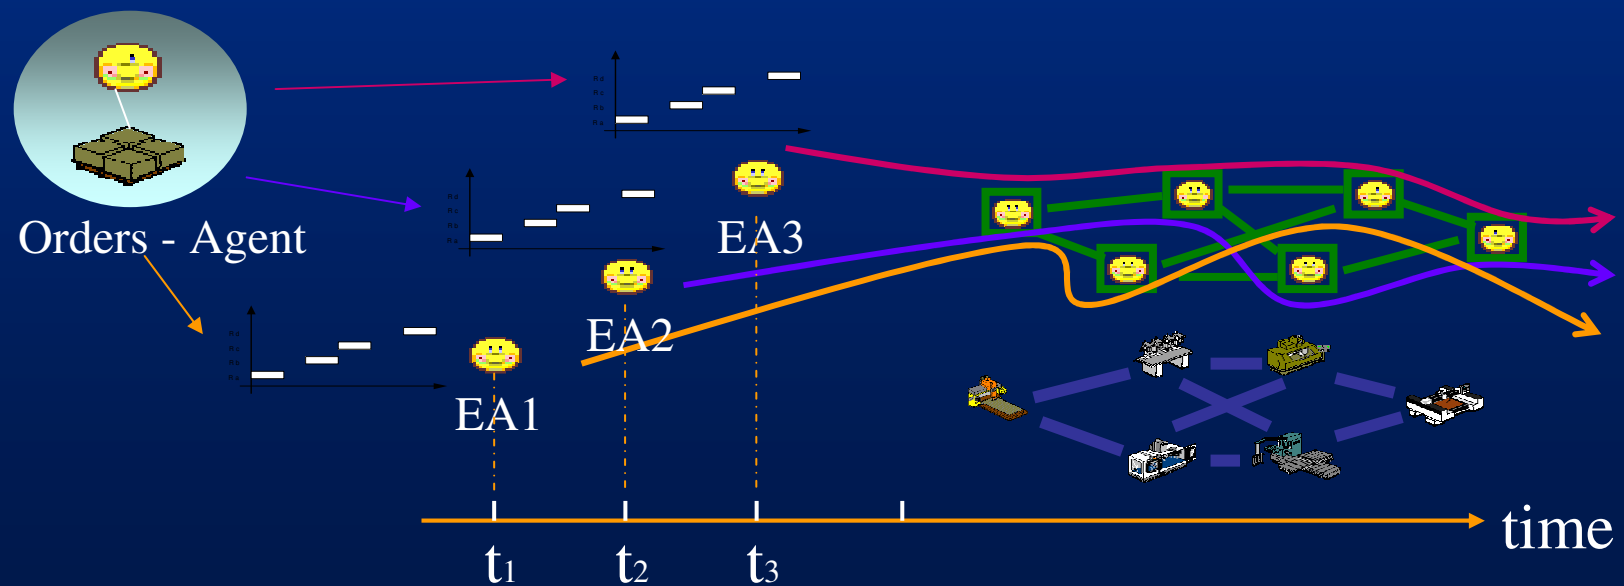 R d
R c
R b
R a
R d
R c
R b
R a
Orders - Agent
EA3
EA2
R d
R c
R b
R a
EA1
time
t1
t2
t3